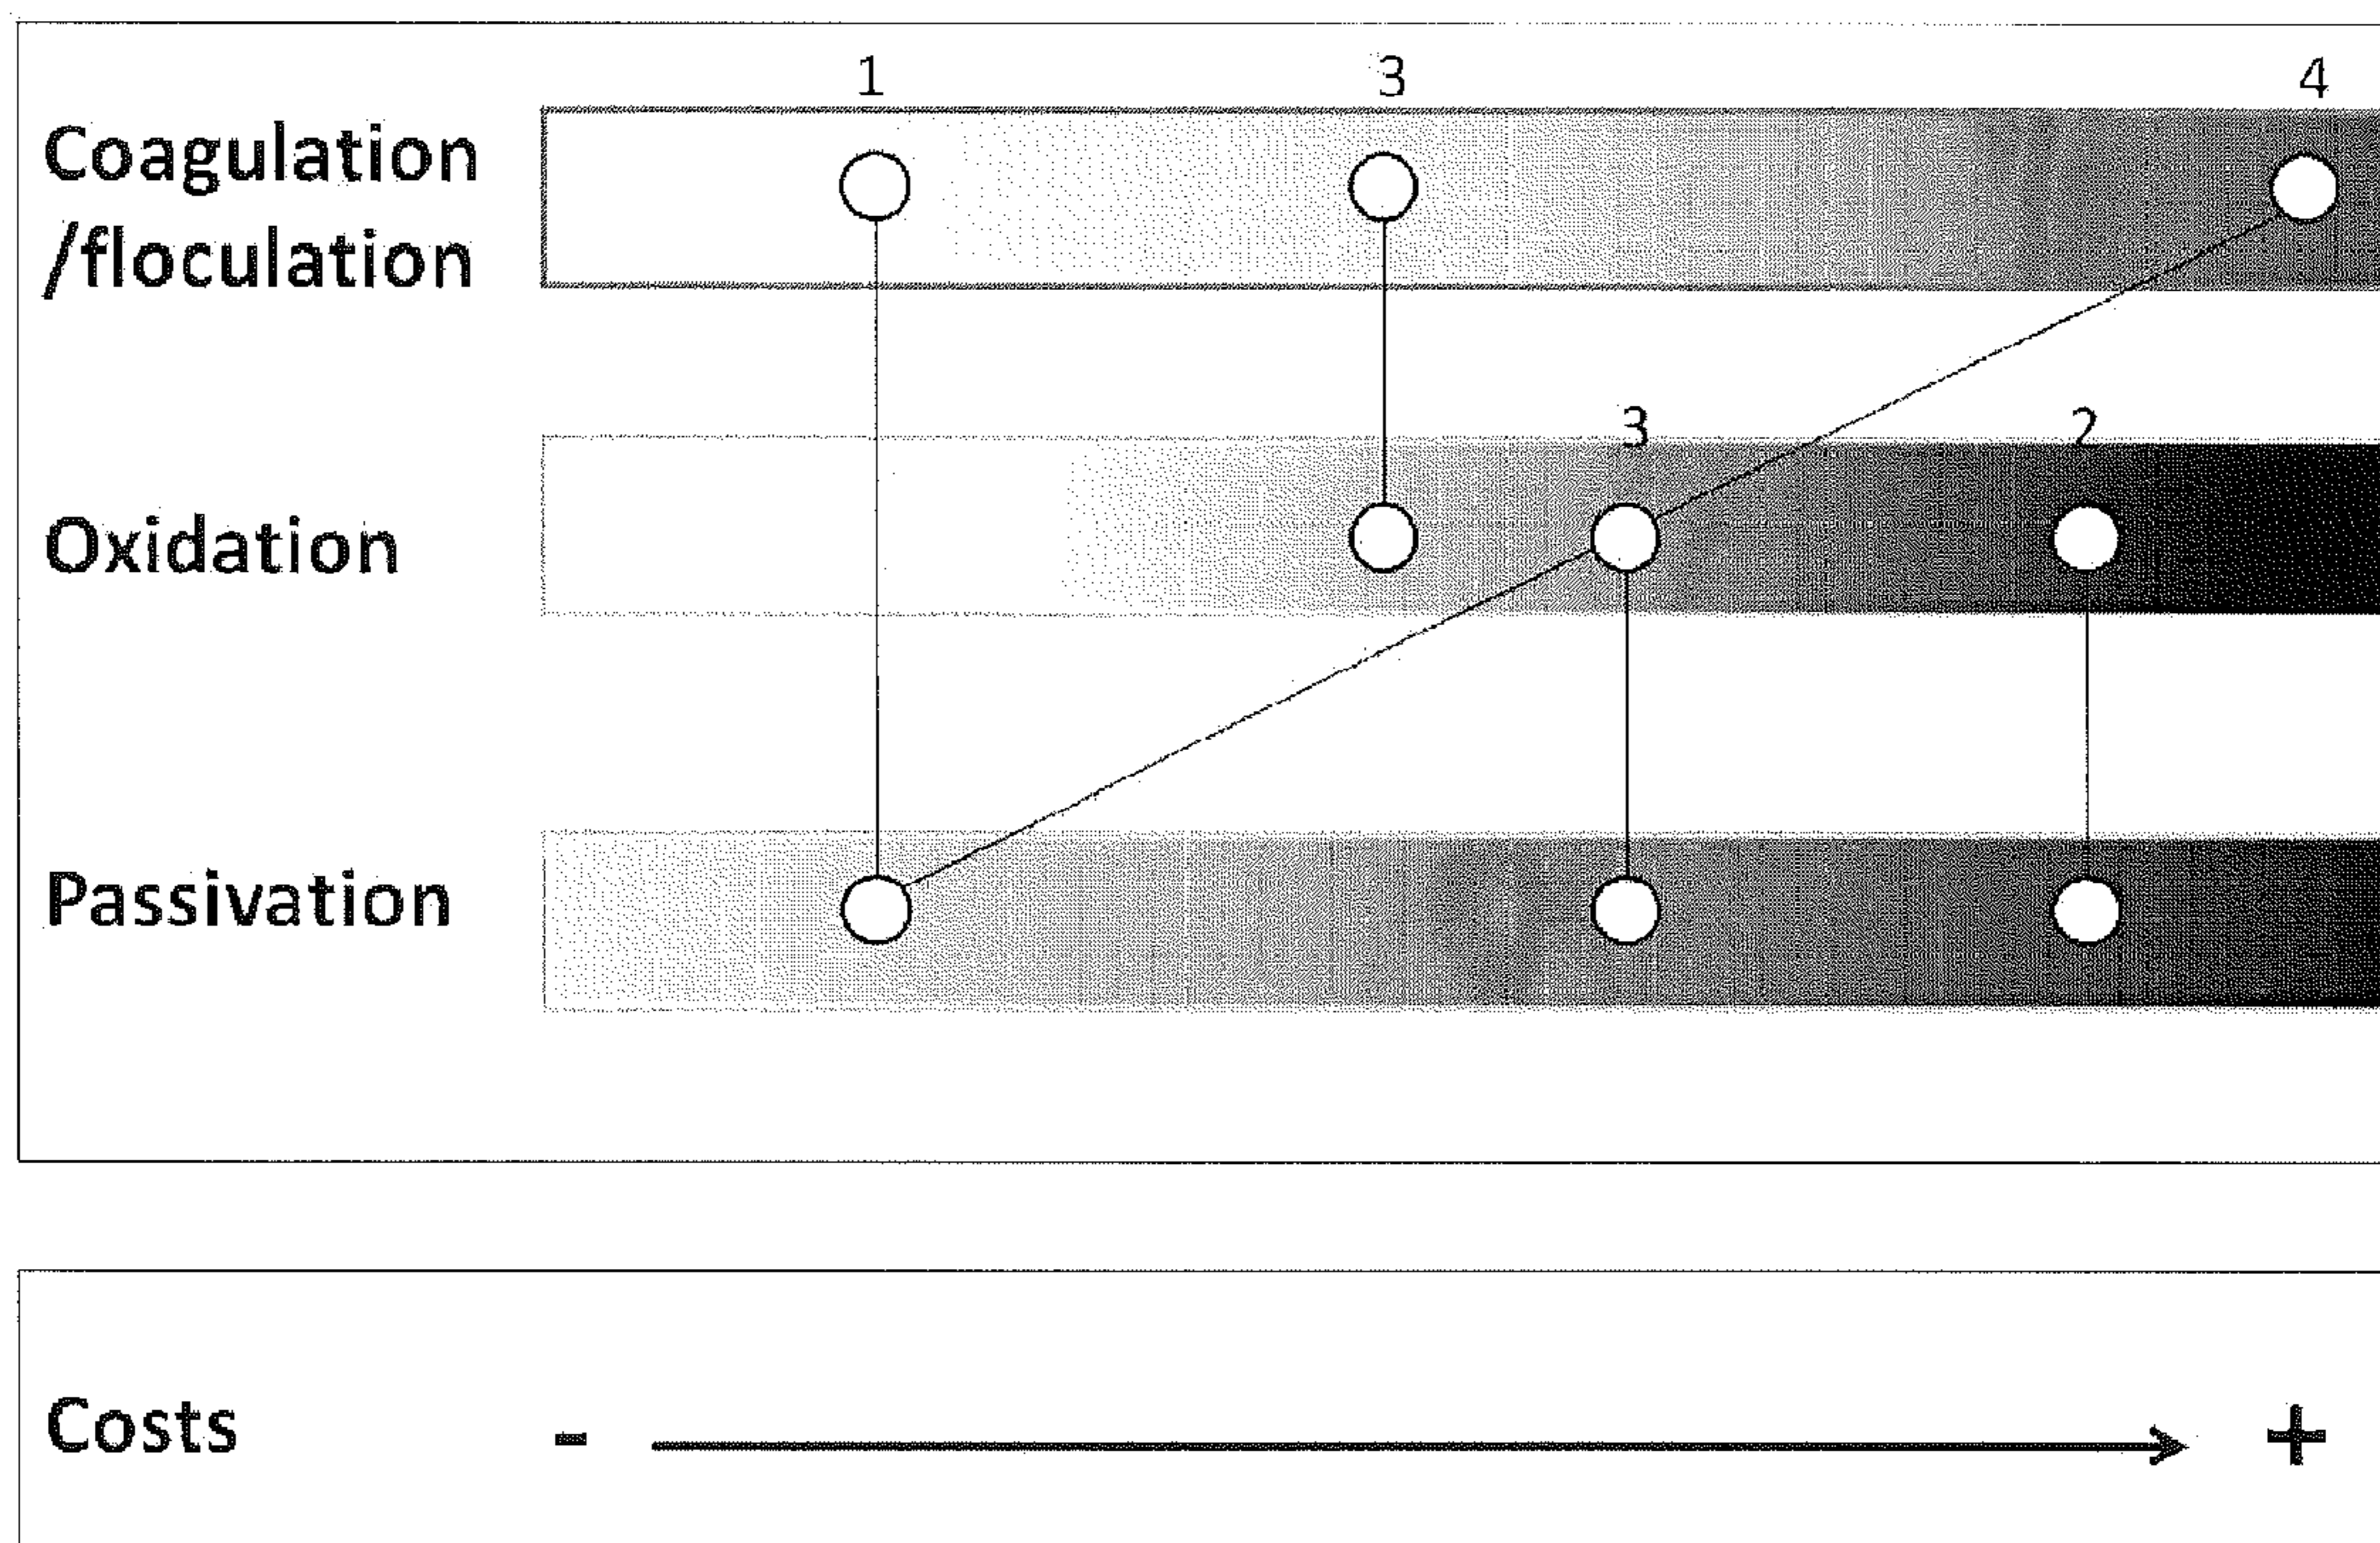 1 3 4
Coagulation
/floculation
3 2
Oxidation
Passivation
Costs - +